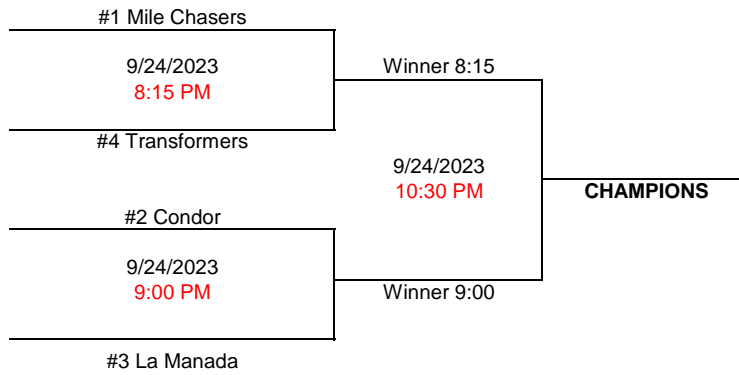 #1 Mile Chasers
9/24/2023
8:15 PM
Winner 8:15
#4 Transformers
9/24/2023
10:30 PM
CHAMPIONS
#2 Condor
9/24/2023
9:00 PM
Winner 9:00
#3 La Manada